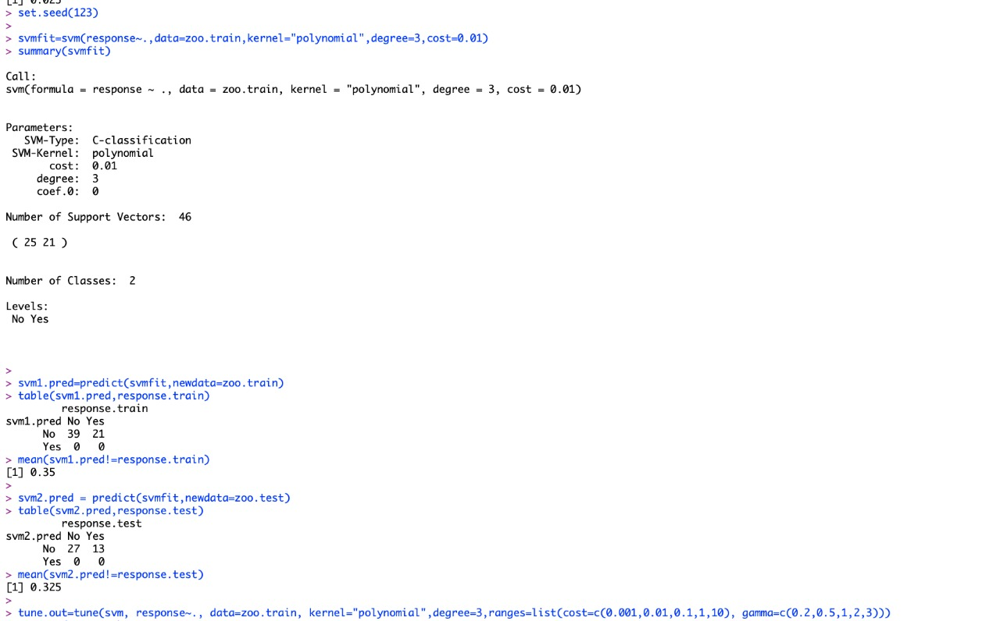 [1] 0.025
> set.seed(123)
>
> svmfit=svm(response~.,data=zoo.train,kernel="polynomial",degree=3,cost=0.01)
> summary(svmfit)

Call:
svm(formula = response ~ ., data = zoo.train, kernel = "polynomial", degree = 3, cost = 0.01)


Parameters:
   SVM-Type:  C-classification
 SVM-Kernel:  polynomial
       cost:  0.01
     degree:  3
     coef.0:  0

Number of Support Vectors:  46

 ( 25 21 )


Number of Classes:  2

Levels:
 No Yes



>
> svm1.pred=predict(svmfit,newdata=zoo.train)
> table(svm1.pred,response.train)
         response.train
svm1.pred No Yes
      No  39  21
      Yes  0   0
> mean(svm1.pred!=response.train)
[1] 0.35
>
> svm2.pred = predict(svmfit,newdata=zoo.test)
> table(svm2.pred,response.test)
         response.test
svm2.pred No Yes
      No  27  13
      Yes  0   0
> mean(svm2.pred!=response.test)
[1] 0.325
>
> tune.out=tune(svm, response~., data=zoo.train, kernel="polynomial",degree=3,ranges=list(cost=c(0.001,0.01,0.1,1,10), gamma=c(0.2,0.5,1,2,3)))